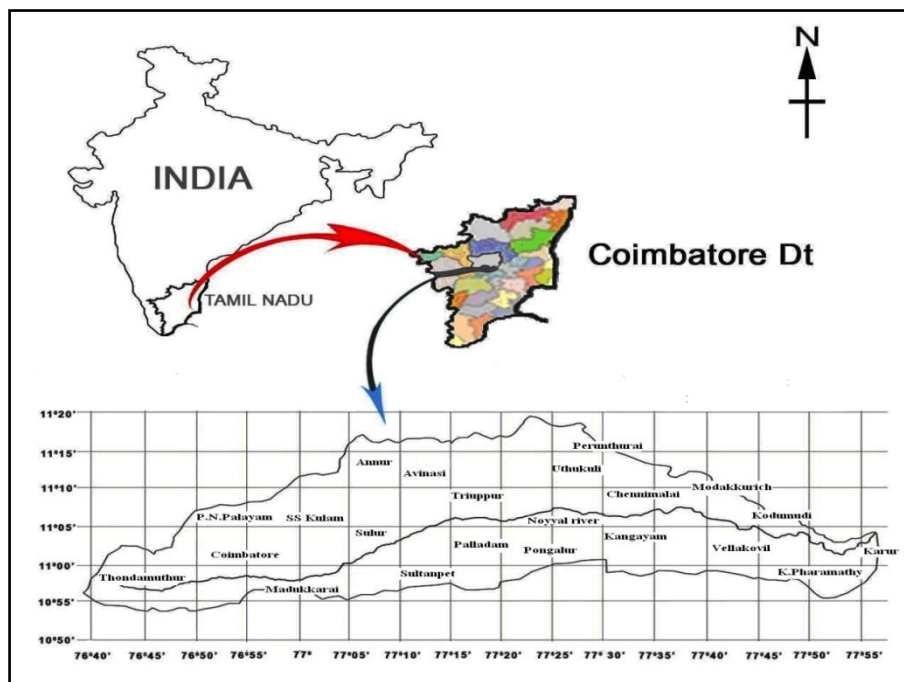 N
INDIA
Coimbatore Dt
TAMIL NADU
11°20'
Perunthurai
11°15'
Annur
Avinasi
Uthukuli
11°10'
Triuppur
Chennimalai
Modakkurich
P.N.Palayam
SS Kulam
Noyyal river
Kodumudi
11°05'
Sulur
Kangayam
Coimbatore
Palladam
Pongalur
Vellakovil
Karur
11°00'
Thondamuthur
Sultanpet
K.Pharamathy
Madukkarai
10°55'
10°50'
76°40' 76°45' 76°50' 76°55' 77° 77°05' 77°10' 77°15' 77°20' 77°25' 77°30' 77°35' 77°40' 77°45' 77°50' 77°55'